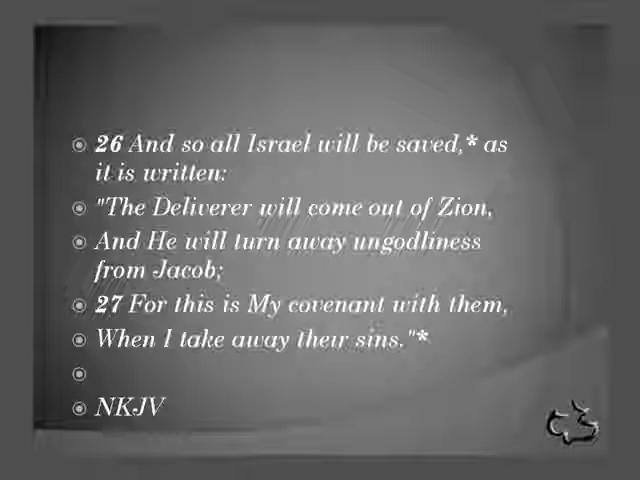 26 And so all Israel will be saved,* as
it is written:
"The Deliverer will come out of Zion,
And He will turn away ungodliness
from Jacob;
27 For this is My covenant with them,
When I take away their sins."*
NKJV